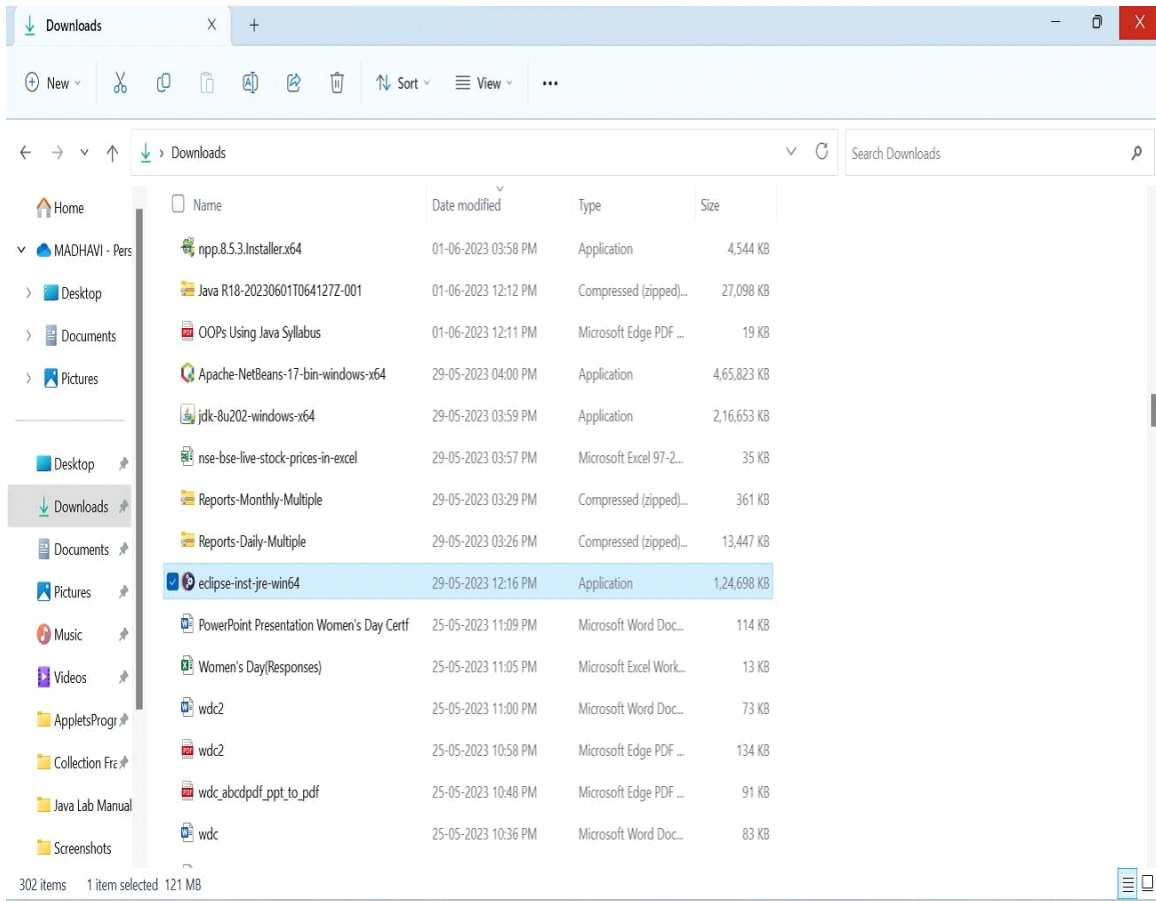 Downloads
New Sort View
Downloads Search Downloads
Home
MADHAVI - Pers
Desktop
Documents
Pictures
Desktop
Downloads
Documents
Pictures
Music
Videos
AppletsProgr
Collection Fra
Java Lab Manual
Screenshots
Name Date modified Type Size
npp.8.5.3.Installer.x64 01-06-2023 03:58 PM Application 4,544 KB
Java R18-20230601T064127Z-001 01-06-2023 12:12 PM Compressed (zipped)... 27,098 KB
OOPs Using Java Syllabus 01-06-2023 12:11 PM Microsoft Edge PDF ... 19 KB
Apache-NetBeans-17-bin-windows-x64 29-05-2023 04:00 PM Application 4,65,823 KB
jdk-8u202-windows-x64 29-05-2023 03:59 PM Application 2,16,653 KB
nse-bse-live-stock-prices-in-excel 29-05-2023 03:57 PM Microsoft Excel 97-2... 35 KB
Reports-Monthly-Multiple 29-05-2023 03:29 PM Compressed (zipped)... 361 KB
Reports-Daily-Multiple 29-05-2023 03:26 PM Compressed (zipped)... 13,447 KB
eclipse-inst-jre-win64 29-05-2023 12:16 PM Application 1,24,698 KB
PowerPoint Presentation Women's Day Certf 25-05-2023 11:09 PM Microsoft Word Doc... 114 KB
Women's Day(Responses) 25-05-2023 11:05 PM Microsoft Excel Work... 13 KB
wdc2 25-05-2023 11:00 PM Microsoft Word Doc... 73 KB
wdc2 25-05-2023 10:58 PM Microsoft Edge PDF ... 134 KB
wdc_abcdpdf_ppt_to_pdf 25-05-2023 10:48 PM Microsoft Edge PDF ... 91 KB
wdc 25-05-2023 10:36 PM Microsoft Word Doc... 83 KB
302 items 1 item selected 121 MB